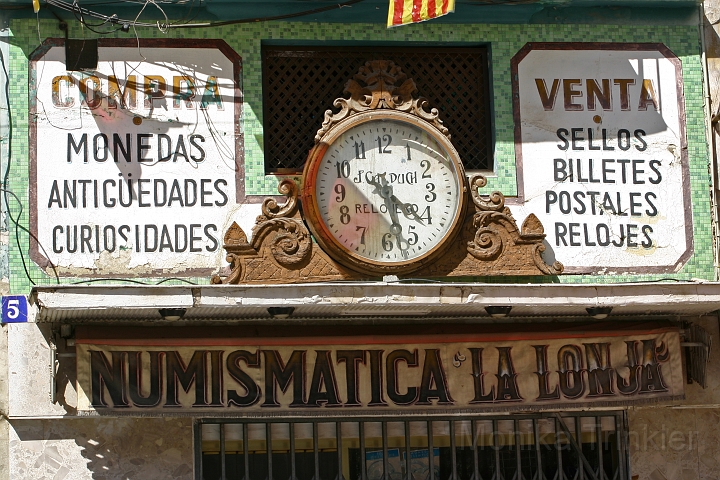 COMPRA
MONEDAS
ANTIGÜEDADES
CURIOSIDADES
12
11
1
10
2
9
3
8
4
7
5
6
RELOJERO
VENTA
SELLOS
BILLETES
POSTALES
RELOJES
5
NUMISMATICA "LA LONJA"
Monika Trinkier